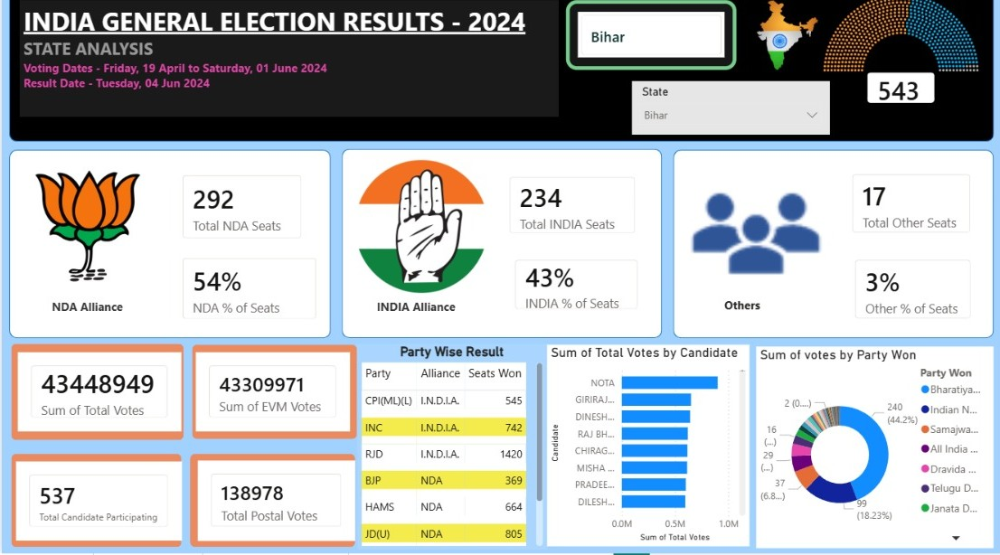 INDIA GENERAL ELECTION RESULTS - 2024
STATE ANALYSIS
Voting Dates - Friday, 19 April to Saturday, 01 June 2024
Result Date - Tuesday, 04 Jun 2024
Bihar
State
Bihar
543
292
Total NDA Seats
54%
NDA % of Seats
NDA Alliance
234
Total INDIA Seats
43%
INDIA % of Seats
INDIA Alliance
17
Total Other Seats
3%
Other % of Seats
Others
43448949
Sum of Total Votes
43309971
Sum of EVM Votes
537
Total Candidate Participating
138978
Total Postal Votes
Party Wise Result
Party Alliance Seats Won
CPI(ML)(L) I.N.D.I.A. 545
INC I.N.D.I.A. 742
RJD I.N.D.I.A. 1420
BJP NDA 369
HAMS NDA 664
JD(U) NDA 805
Sum of Total Votes by Candidate
Candidate
NOTA
GIRIRAJ...
DINESH...
RAJ BH...
CHIRAG...
MISHA ...
PRADEE...
DILESH...
0.0M 0.5M 1.0M
Sum of Total Votes
Sum of votes by Party Won
240
(44.2%)
99
(18.23%)
37
(6.8...)
29
(...)
16
(...)
2 (0....)
Party Won
Bharatiya...
Indian N...
Samajwa...
All India ...
Dravida ...
Telugu D...
Janata D...